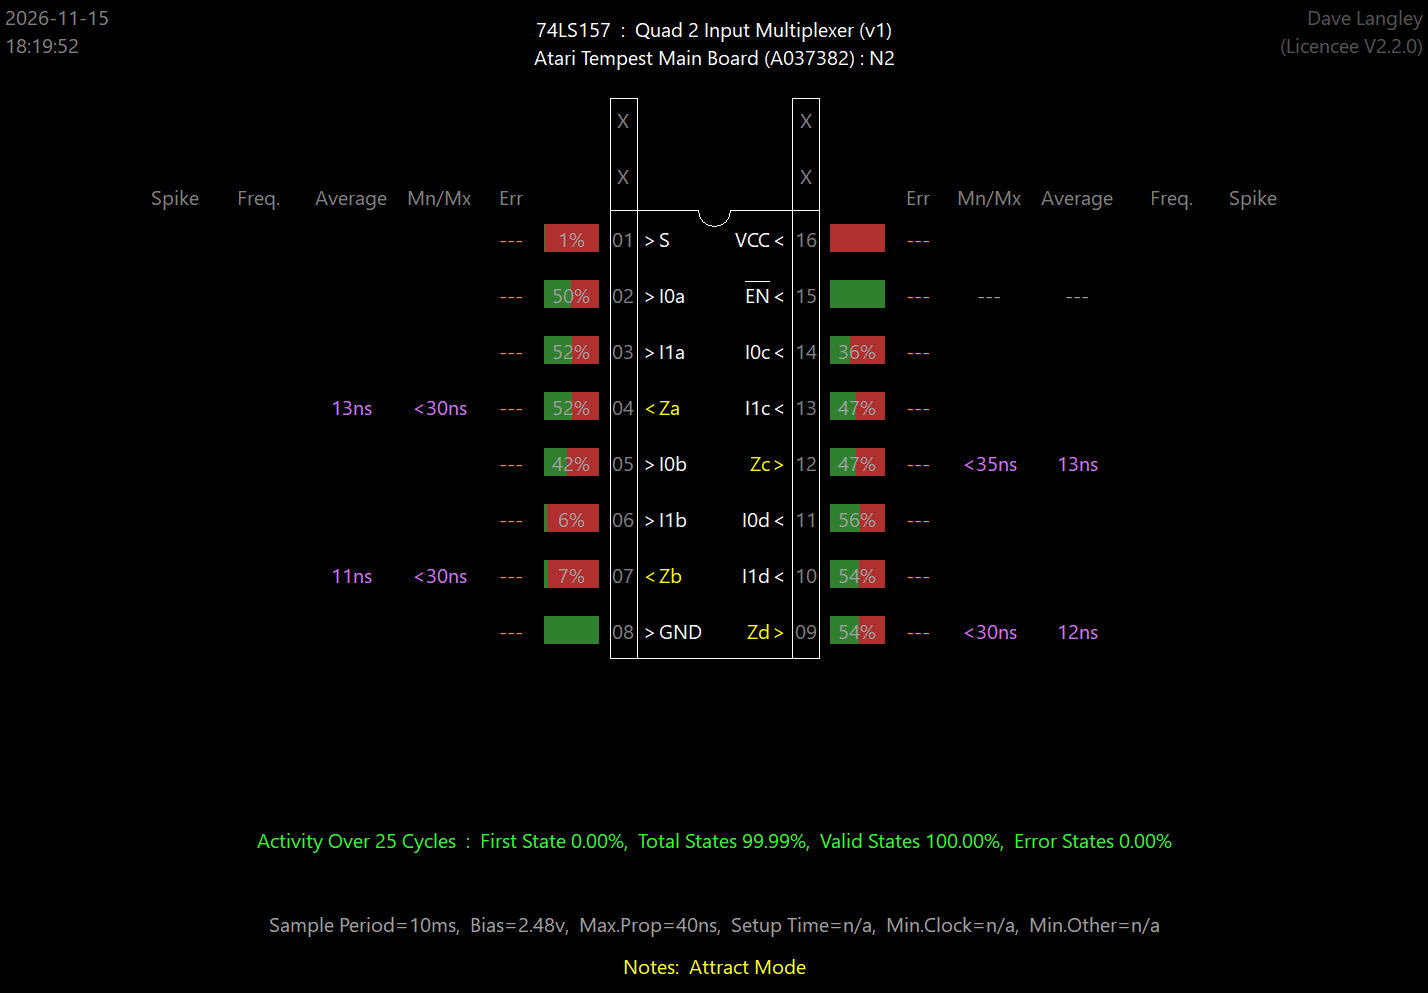 2026-11-15
18:19:52
74LS157 : Quad 2 Input Multiplexer (v1)
Atari Tempest Main Board (A037382) : N2
Dave Langley
(Licencee V2.2.0)
X X
X X
Spike Freq. Average Mn/Mx Err Err Mn/Mx Average Freq. Spike
--- 1% 01 > S VCC < 16 ---
--- 50% 02 > I0a EN < 15 --- --- ---
--- 52% 03 > I1a I0c < 14 36% ---
13ns <30ns --- 52% 04 < Za I1c < 13 47% ---
--- 42% 05 > I0b Zc > 12 47% --- <35ns 13ns
--- 6% 06 > I1b I0d < 11 56% ---
11ns <30ns --- 7% 07 < Zb I1d < 10 54% ---
--- 08 > GND Zd > 09 54% --- <30ns 12ns
Activity Over 25 Cycles : First State 0.00%, Total States 99.99%, Valid States 100.00%, Error States 0.00%
Sample Period=10ms, Bias=2.48v, Max.Prop=40ns, Setup Time=n/a, Min.Clock=n/a, Min.Other=n/a
Notes: Attract Mode